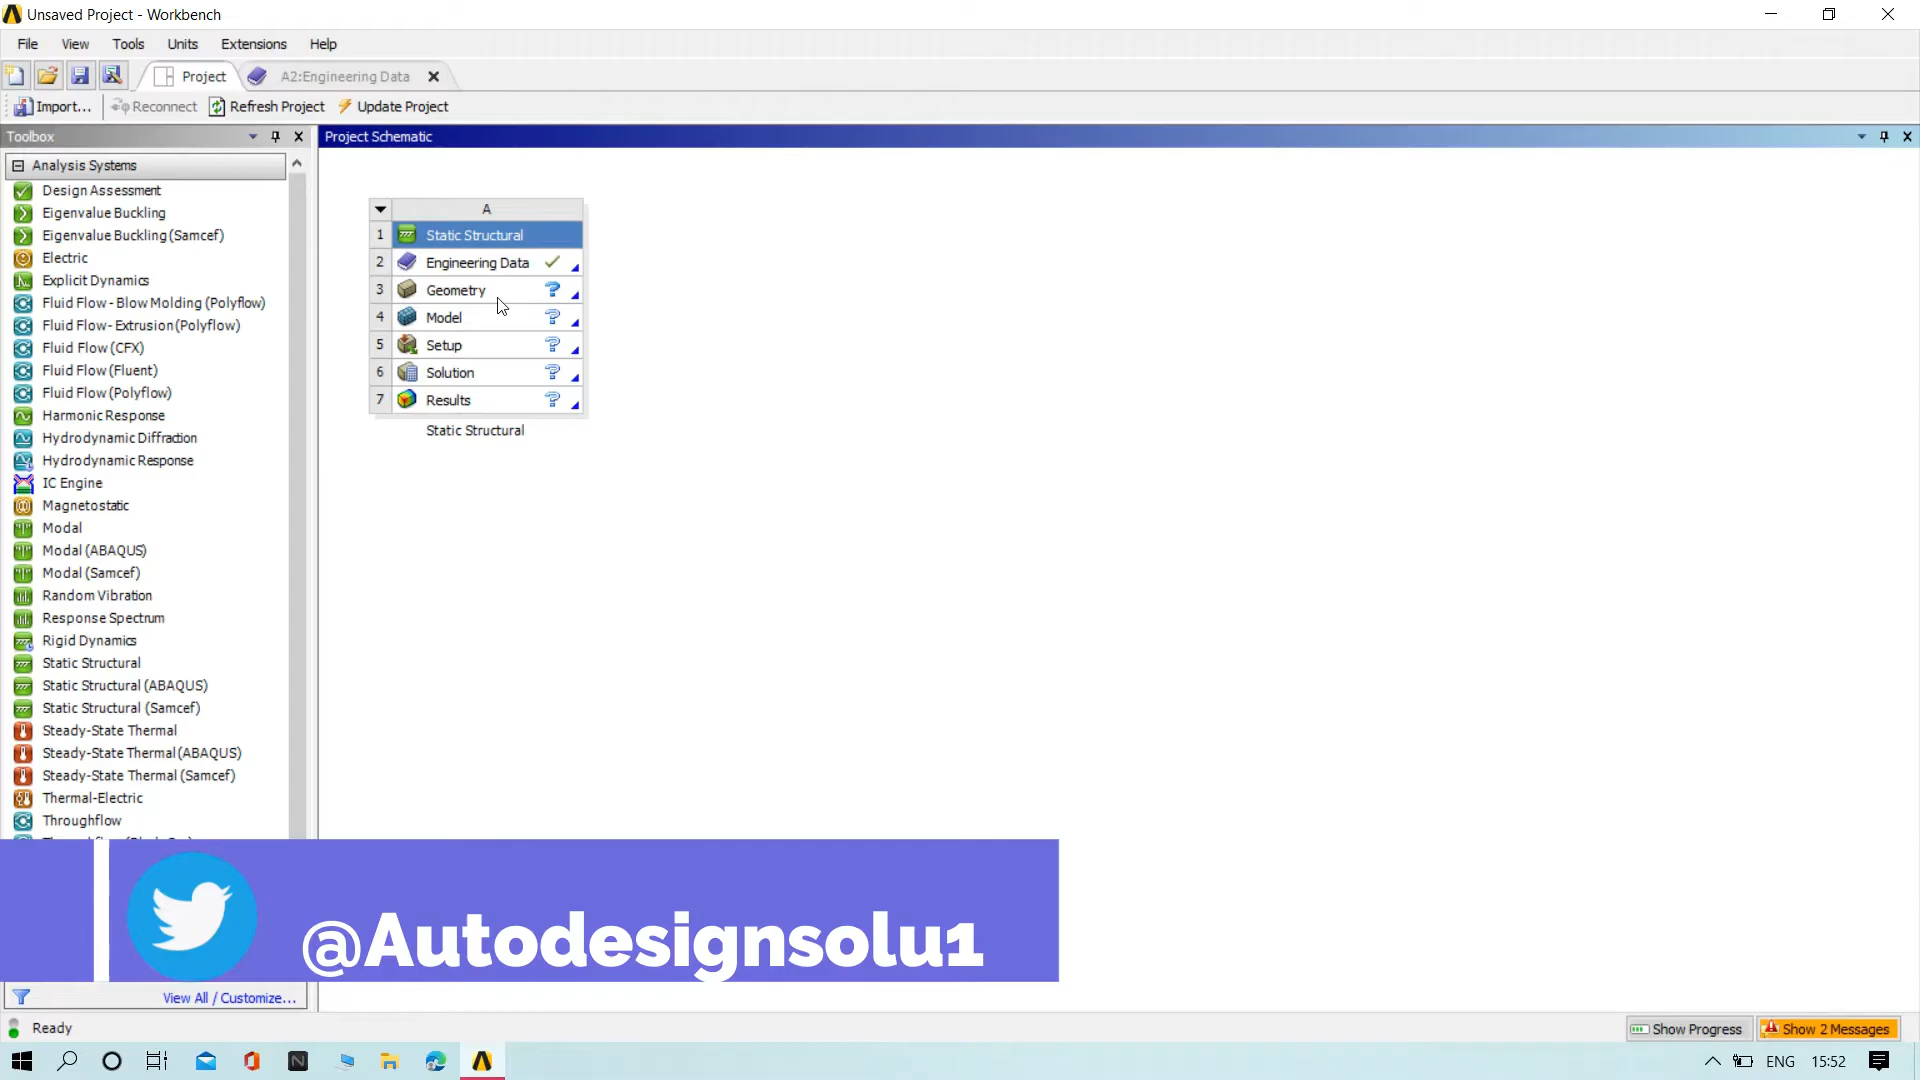 Unsaved Project - Workbench
File View Tools Units Extensions Help
Project A2:Engineering Data
Import... Reconnect Refresh Project Update Project
Toolbox
Project Schematic
Analysis Systems
Design Assessment
Eigenvalue Buckling
Eigenvalue Buckling (Samcef)
Electric
Explicit Dynamics
Fluid Flow - Blow Molding (Polyflow)
Fluid Flow- Extrusion (Polyflow)
Fluid Flow (CFX)
Fluid Flow (Fluent)
Fluid Flow (Polyflow)
Harmonic Response
Hydrodynamic Diffraction
Hydrodynamic Response
IC Engine
Magnetostatic
Modal
Modal (ABAQUS)
Modal (Samcef)
Random Vibration
Response Spectrum
Rigid Dynamics
Static Structural
Static Structural (ABAQUS)
Static Structural (Samcef)
Steady-State Thermal
Steady-State Thermal (ABAQUS)
Steady-State Thermal (Samcef)
Thermal-Electric
Throughflow
View All / Customize...
A
1 Static Structural
2 Engineering Data
3 Geometry ?
4 Model ?
5 Setup ?
6 Solution ?
7 Results ?
Static Structural
@Autodesignsolu1
Ready
Show Progress
Show 2 Messages
ENG 15:52